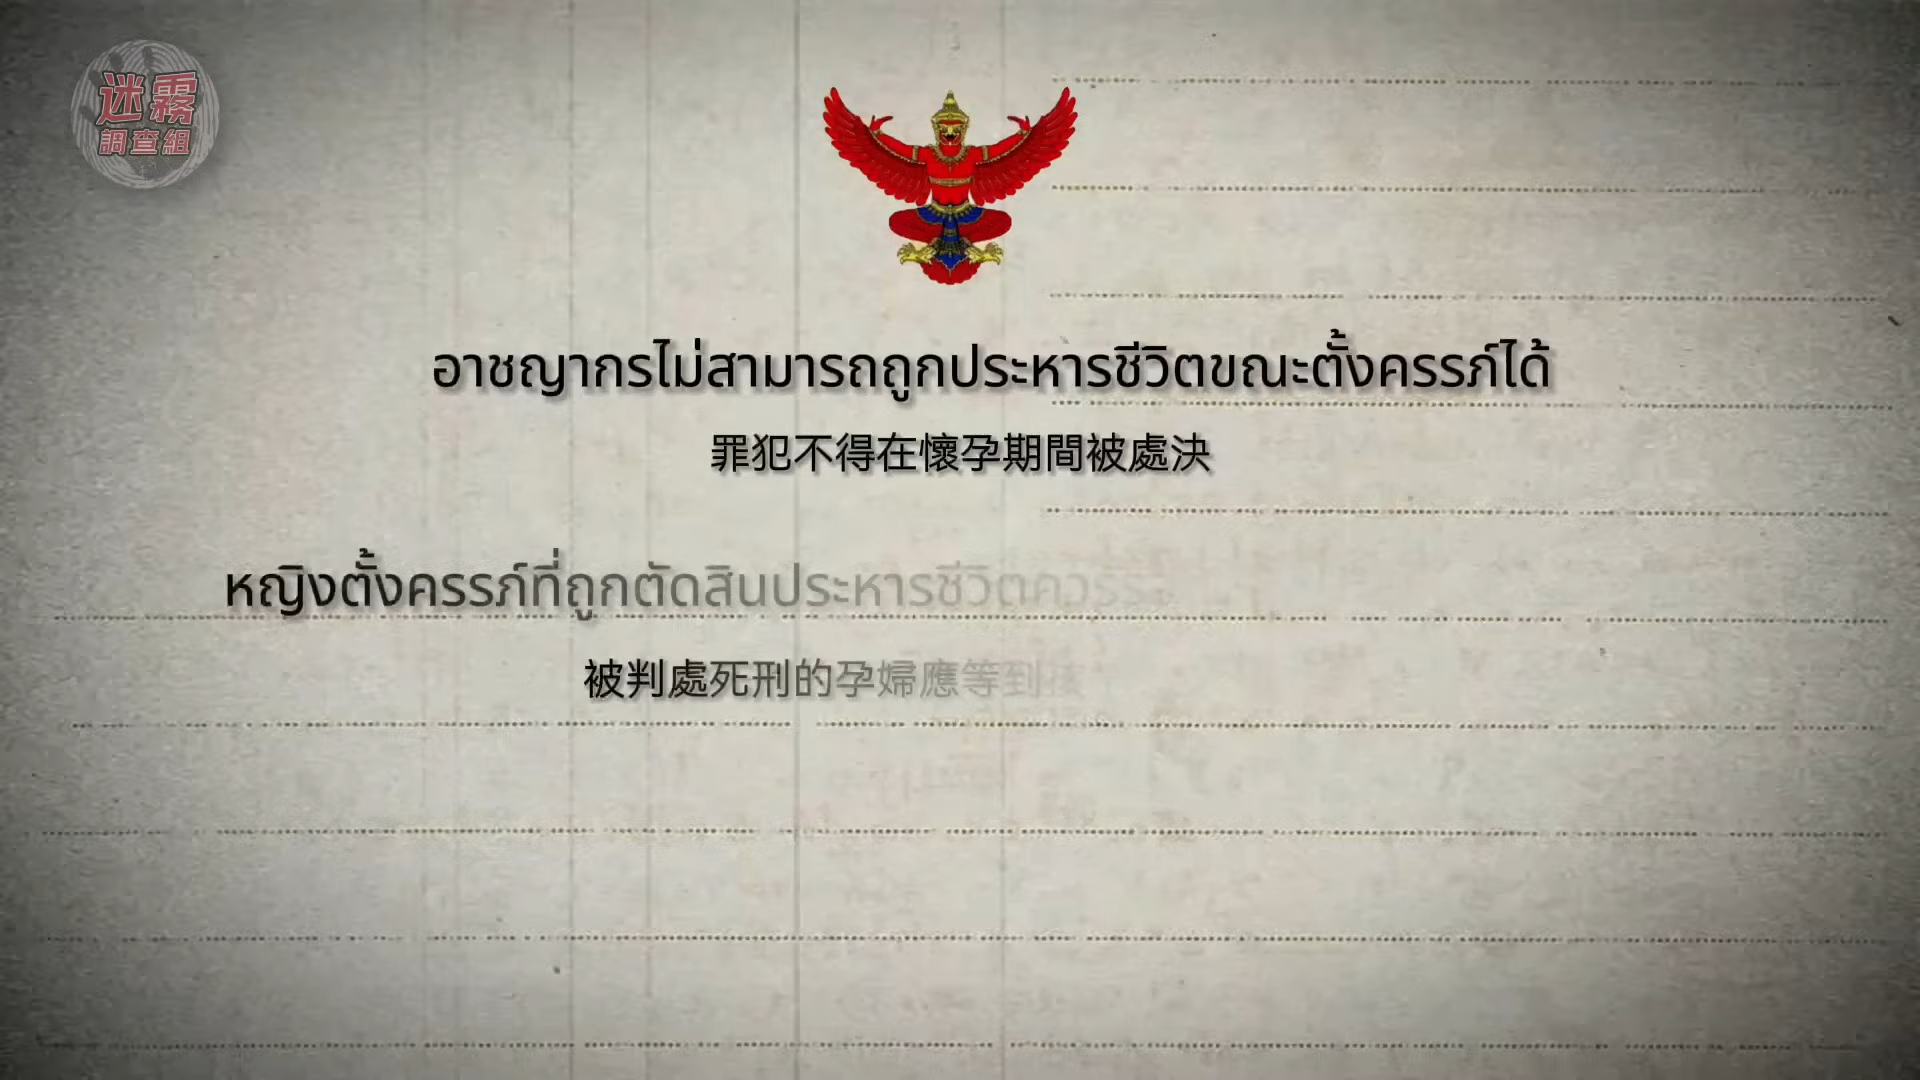 迷霧
調查組
อาชญากรไม่สามารถถูกประหารชีวิตขณะตั้งครรภ์ได้
罪犯不得在懷孕期間被處決
หญิงตั้งครรภ์ที่ถูกตัดสินประหารชีวิตควรร
被判處死刑的孕婦應等到